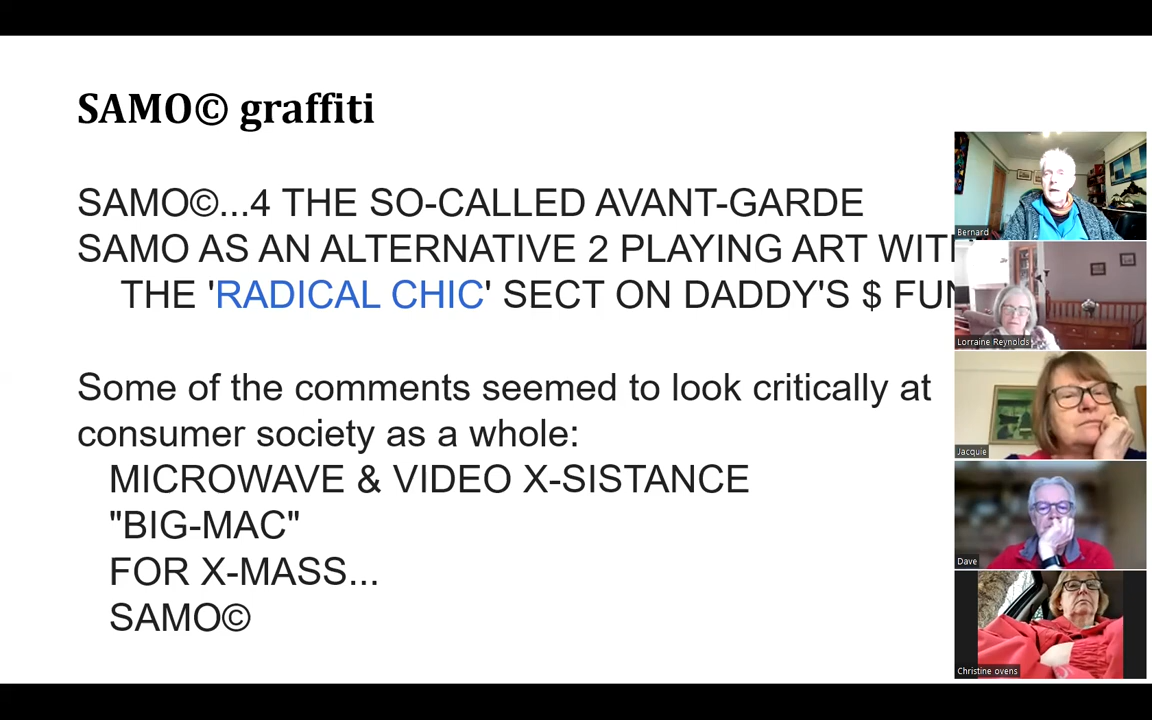 SAMO© graffiti
SAMO©...4 THE SO-CALLED AVANT-GARDE
SAMO AS AN ALTERNATIVE 2 PLAYING ART
THE 'RADICAL CHIC' SECT ON DADDY'S $
Some of the comments seemed to look critically at
consumer society as a whole:
MICROWAVE & VIDEO X-SISTANCE
"BIG-MAC"
FOR X-MASS...
SAMO©
Bernard
Lorraine Reynolds
Jacquie
Dave
Christine ovens